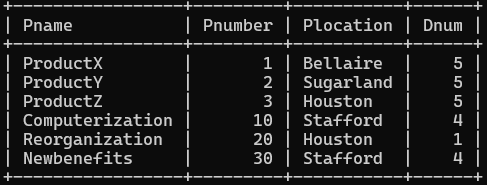 Pname Pnumber Plocation Dnum
ProductX 1 Bellaire 5
ProductY 2 Sugarland 5
ProductZ 3 Houston 5
Computerization 10 Stafford 4
Reorganization 20 Houston 1
Newbenefits 30 Stafford 4